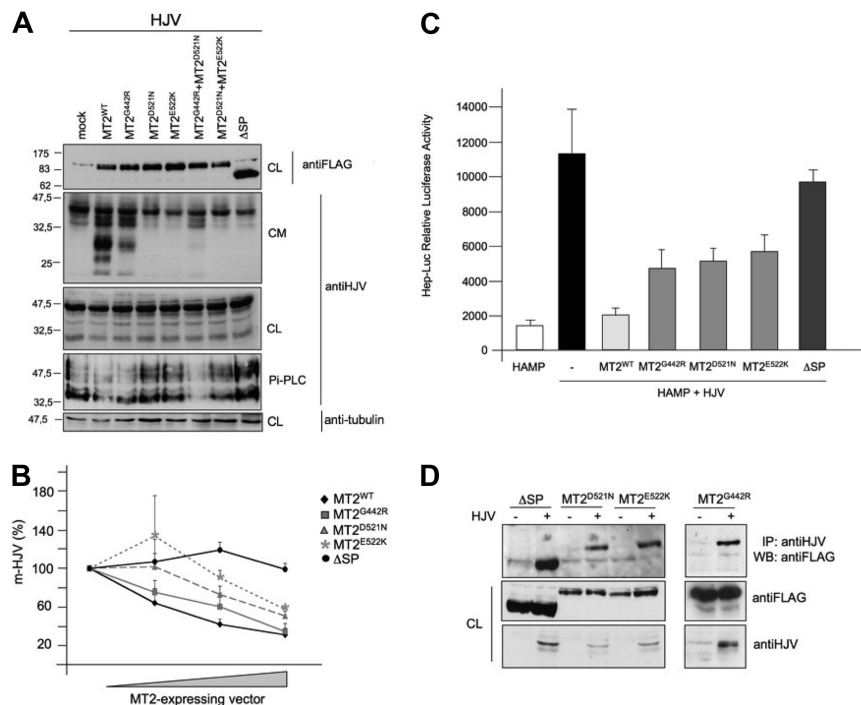 A
HJV
mock
MT2WT
MT2G442R
MT2D521N
MT2E522K
MT2G442R+MT2D521N
MT2D521N+MT2E522K
ΔSP
175
83
62
CL
antiFLAG
47,5
32,5
25
CM
antiHJV
47,5
32,5
CL
47,5
32,5
Pi-PLC
47,5
CL
anti-tubulin
B
m-HJV (%)
180
140
100
60
20
MT2WT
MT2G442R
MT2D521N
MT2E522K
ΔSP
MT2-expressing vector
C
Hep-Luc Relative Luciferase Activity
14000
12000
10000
8000
6000
4000
2000
0
HAMP
-
MT2WT
MT2G442R
MT2D521N
MT2E522K
ΔSP
HAMP + HJV
D
ΔSP
MT2D521N
MT2E522K
MT2G442R
HJV
- + - + - + - +
IP: antiHJV
WB: antiFLAG
CL
antiFLAG
antiHJV